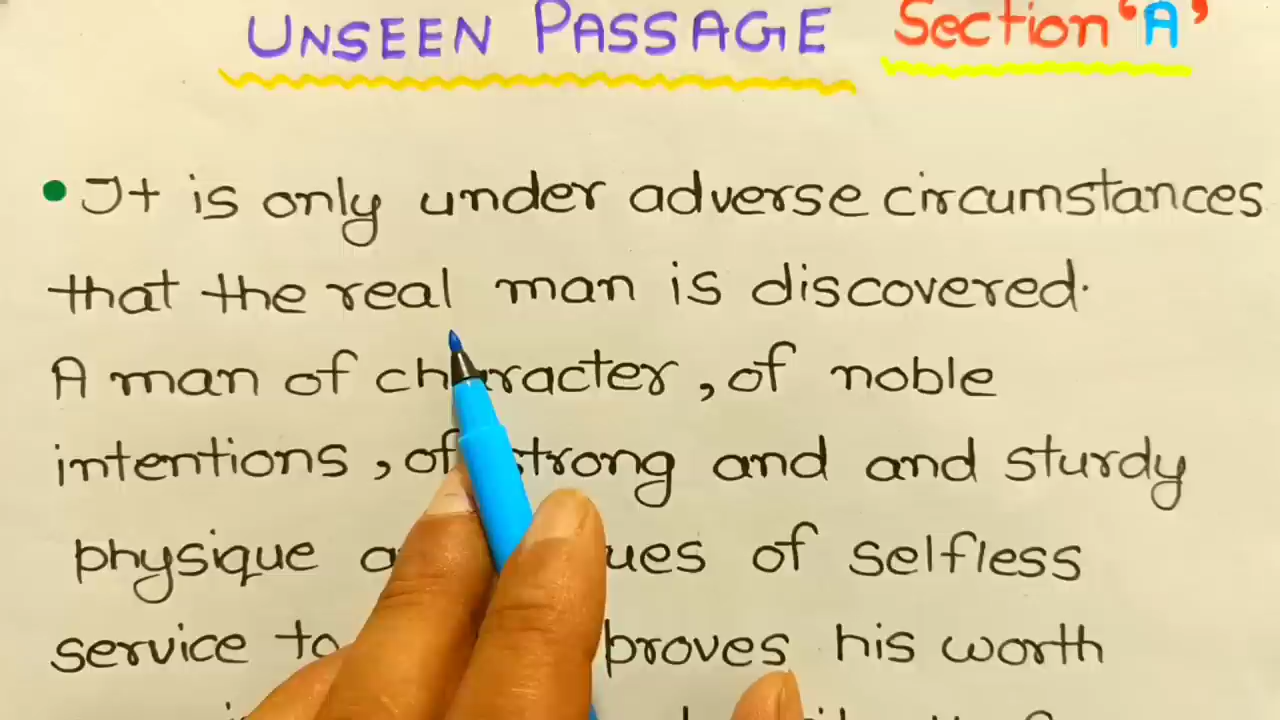 UNSEEN PASSAGE Section 'A'
• It is only under adverse circumstances
that the real man is discovered.
A man of character, of noble
intentions, of strong and and sturdy
physique of selfless
service to proves his worth